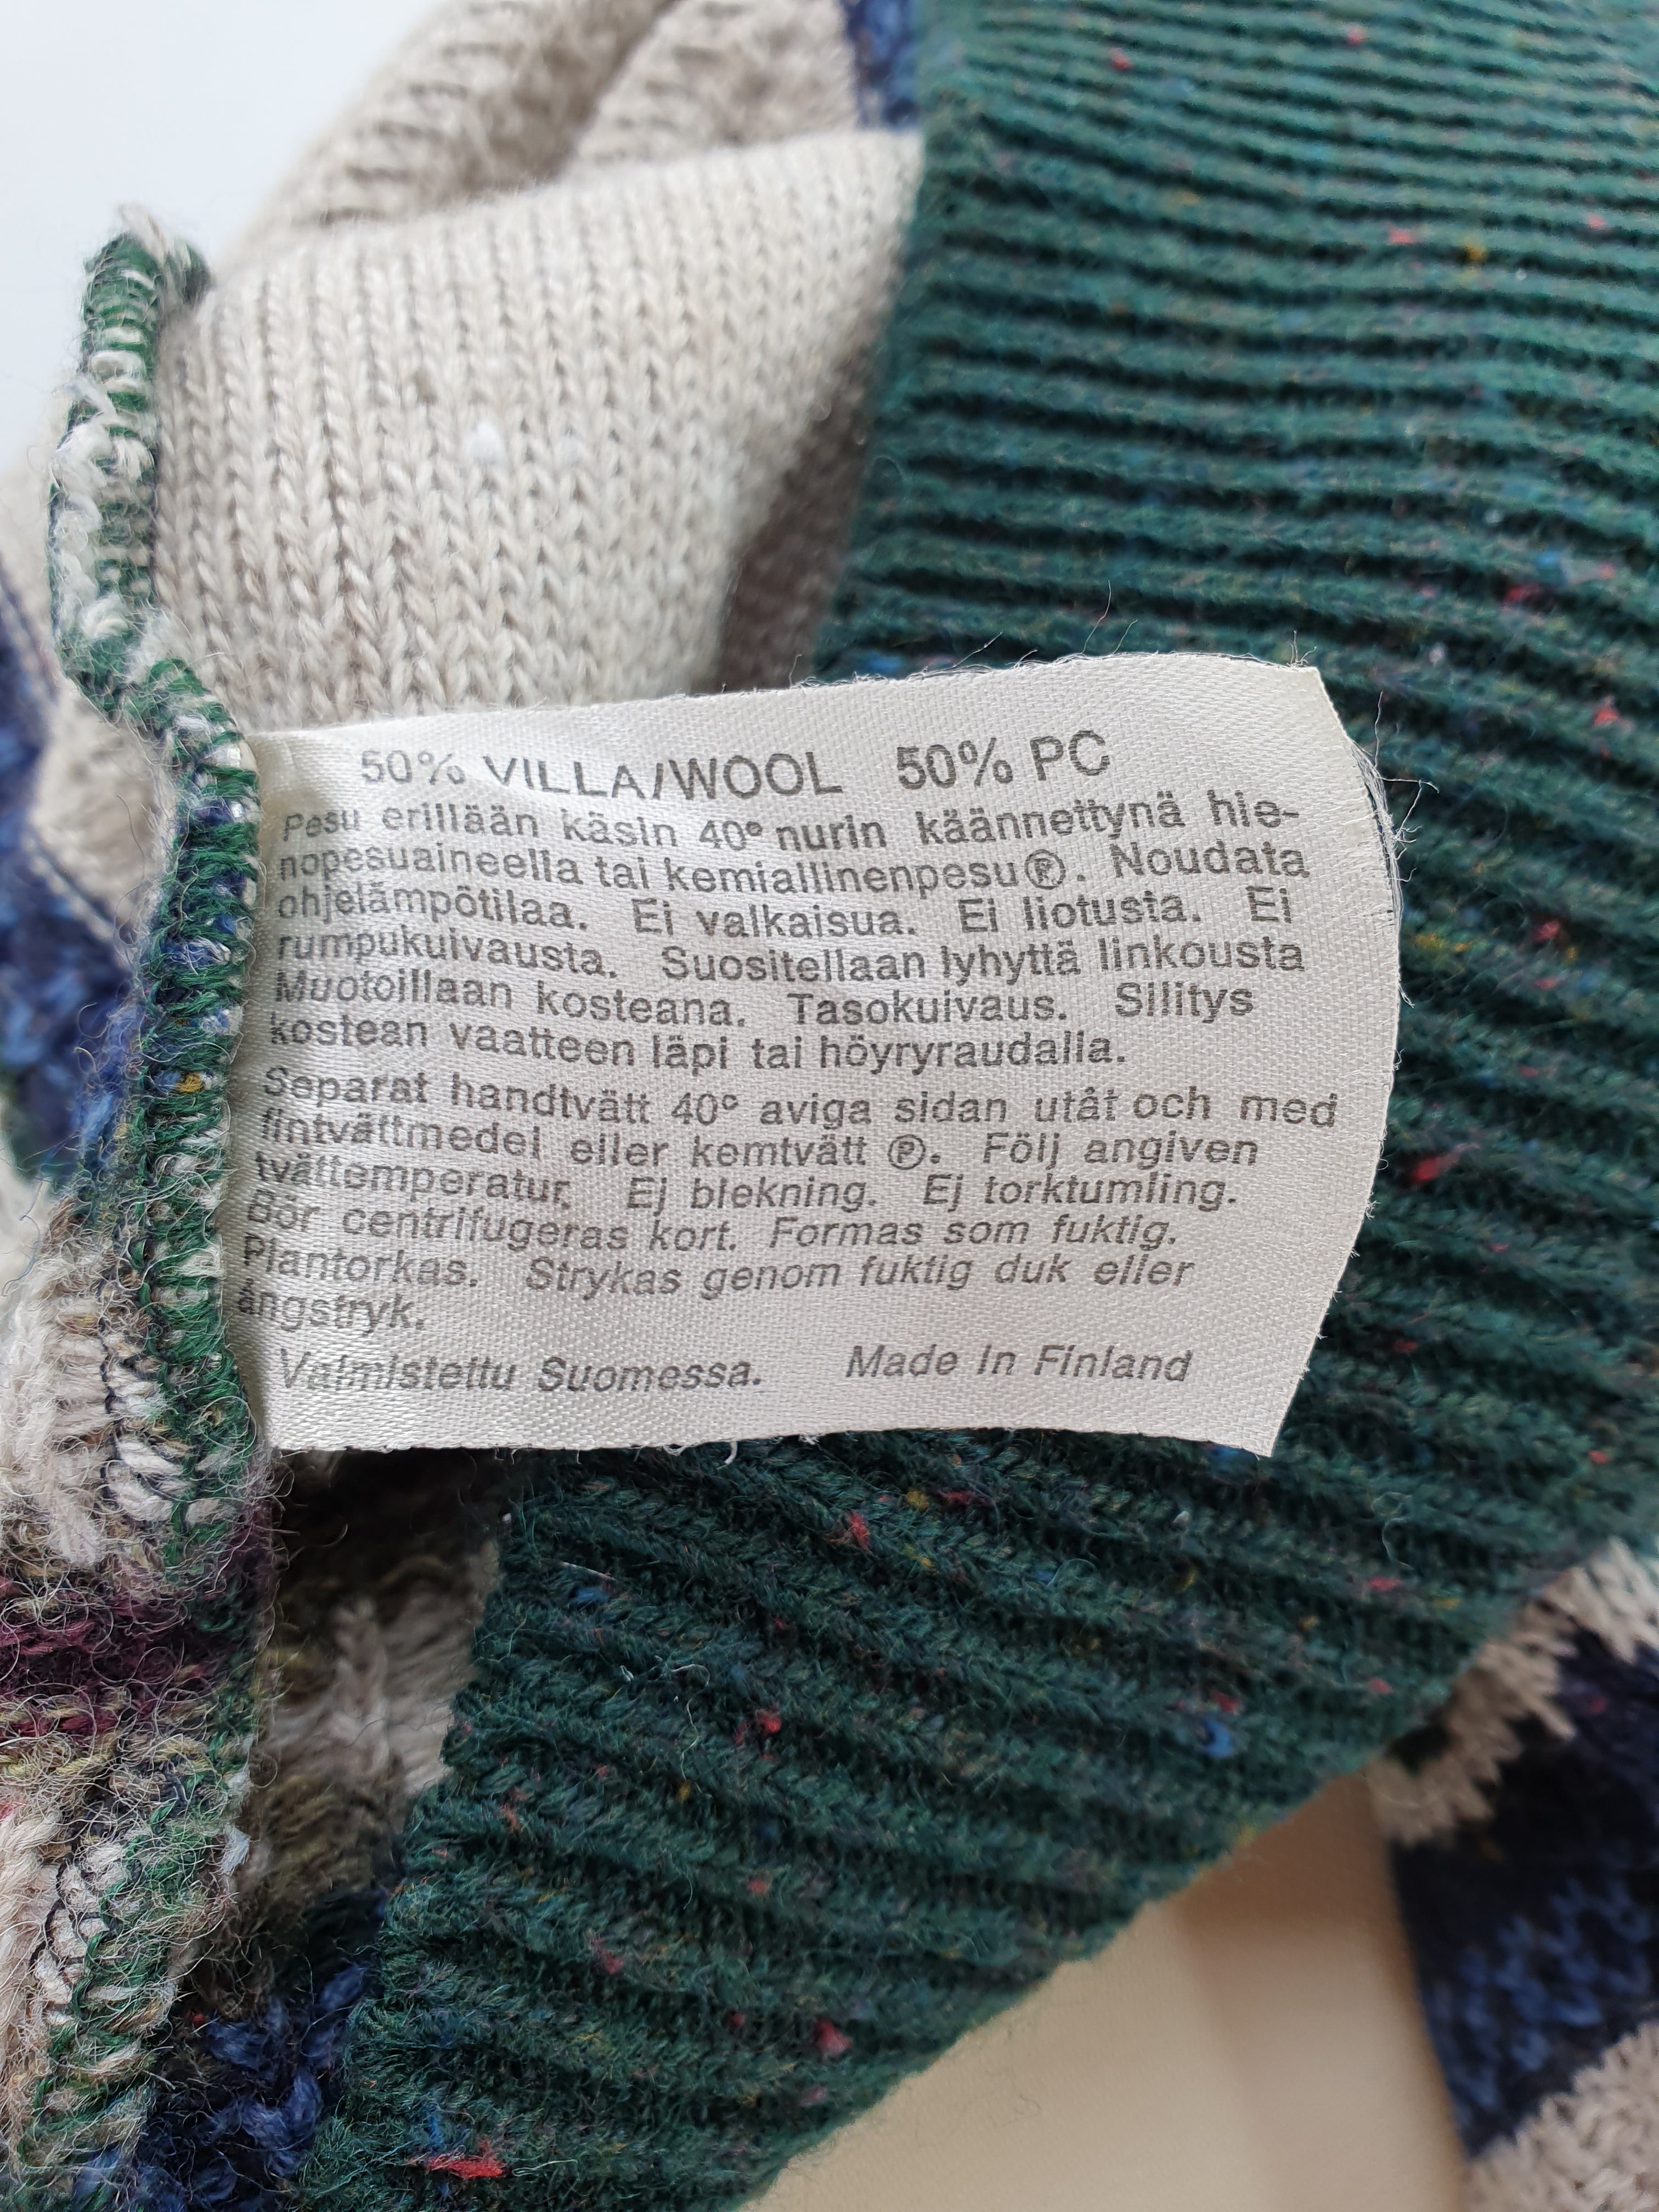 50% VILLA/WOOL 50% PC
Pesu erillään käsin 40° nurin käännettynä hie-
nopesuaineella tai kemiallinenpesu Ⓟ. Noudata
ohjelämpötilaa. Ei valkaisua. Ei liotusta. Ei
rumpukuivausta. Suositellaan lyhyttä linkousta
Muotoillaan kosteana. Tasokuivaus. Silitys
kostean vaatteen läpi tai höyryraudalla.
Separat handtvätt 40° aviga sidan utåt och med
fintvättmedel eller kemtvätt Ⓟ. Följ angiven
tvättemperatur. Ej blekning. Ej torktumling.
Bör centrifugeras kort. Formas som fuktig.
Plantorkas. Strykas genom fuktig duk eller
ångstryk.
Valmistettu Suomessa. Made in Finland